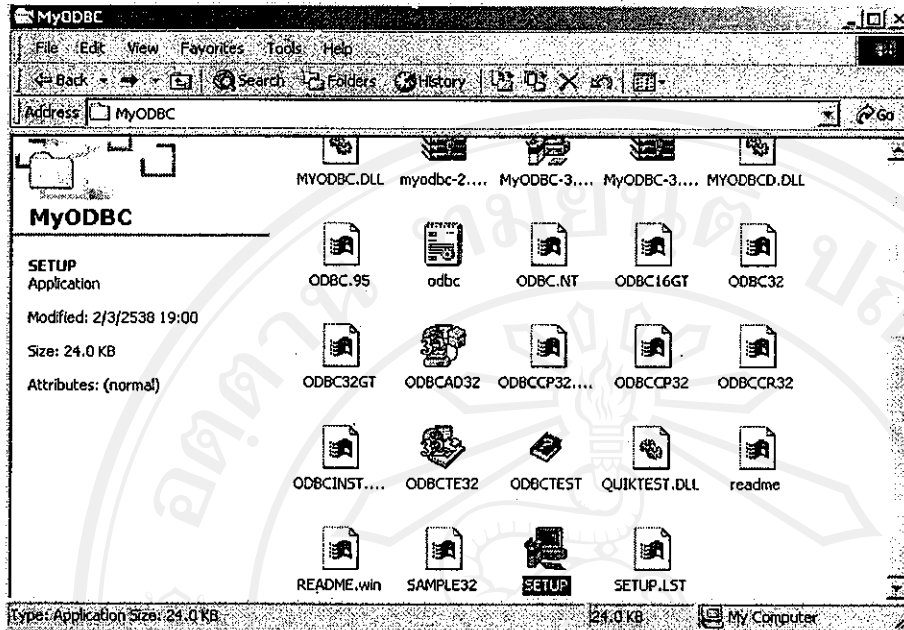 MyODBC
File Edit View Favorites Tools Help
Back Search Folders History
Address MyODBC Go
MYODBC.DLL myodbc-2.... MyODBC-3.... MyODBC-3.... MYODBCD.DLL
MyODBC
SETUP
Application
Modified: 2/3/2538 19:00
Size: 24.0 KB
Attributes: (normal)
ODBC.95 odbc ODBC.NT ODBC16GT ODBC32
ODBC32GT ODBCAD32 ODBCCP32.... ODBCCP32 ODBCCR32
ODBCINST.... ODBCTE32 ODBCTEST QUIKTEST.DLL readme
README.win SAMPLE32 SETUP SETUP.LST
Type: Application Size: 24.0 KB 24.0 KB My Computer